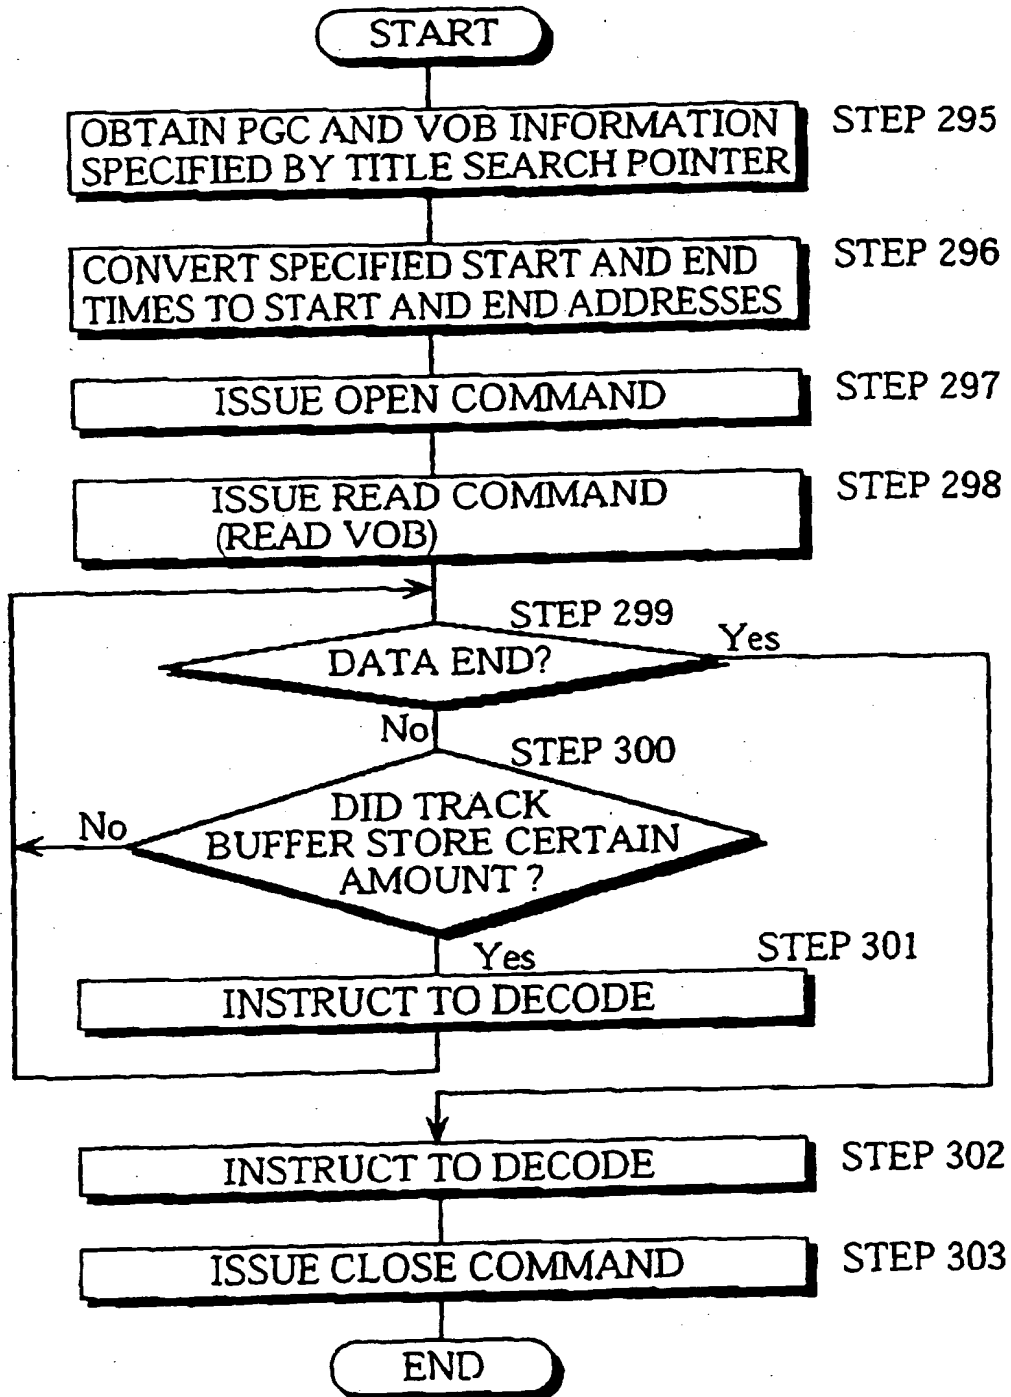 START
STEP 295
OBTAIN PGC AND VOB INFORMATION
SPECIFIED BY TITLE SEARCH POINTER
STEP 296
CONVERT SPECIFIED START AND END
TIMES TO START AND END ADDRESSES
STEP 297
ISSUE OPEN COMMAND
STEP 298
ISSUE READ COMMAND
(READ VOB)
STEP 299
DATA END?
Yes
No
STEP 300
DID TRACK
BUFFER STORE CERTAIN
AMOUNT ?
No
Yes
STEP 301
INSTRUCT TO DECODE
STEP 302
INSTRUCT TO DECODE
STEP 303
ISSUE CLOSE COMMAND
END